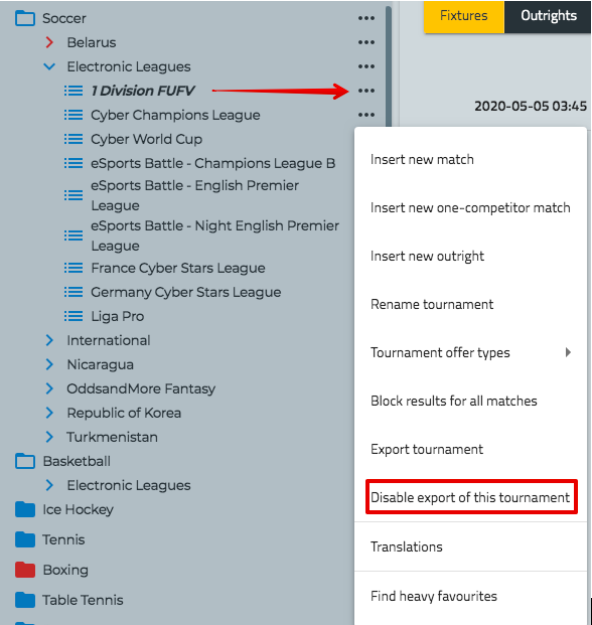 Soccer
Belarus
Electronic Leagues
1 Division FUFV
Cyber Champions League
Cyber World Cup
eSports Battle - Champions League B
eSports Battle - English Premier
League
eSports Battle - Night English Premier
League
France Cyber Stars League
Germany Cyber Stars League
Liga Pro
International
Nicaragua
OddsandMore Fantasy
Republic of Korea
Turkmenistan
Basketball
Electronic Leagues
Ice Hockey
Tennis
Boxing
Table Tennis
Fixtures
Outrights
2020-05-05 03:45
Insert new match
Insert new one-competitor match
Insert new outright
Rename tournament
Tournament offer types
Block results for all matches
Export tournament
Disable export of this tournament
Translations
Find heavy favourites